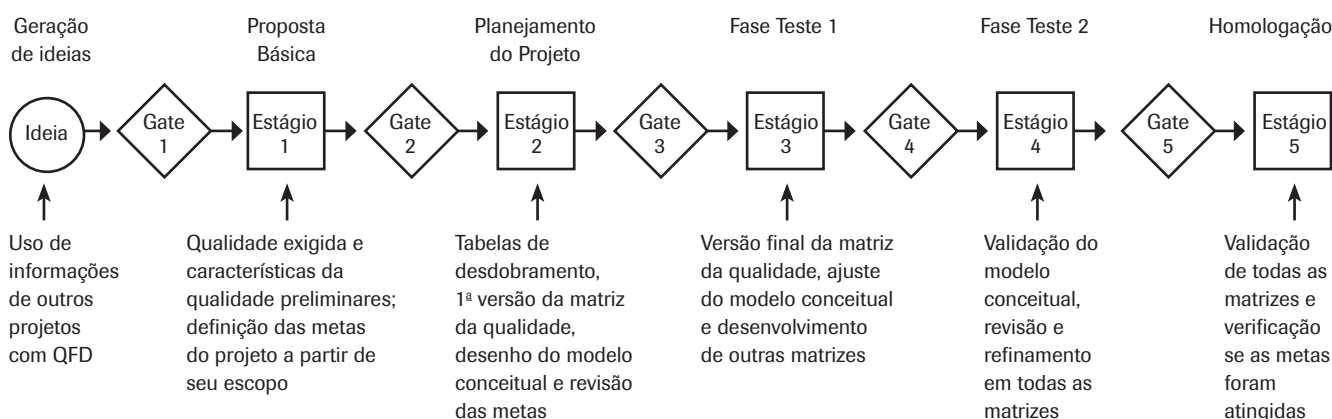 Geração
de ideias
Proposta
Básica
Planejamento
do Projeto
Fase Teste 1
Fase Teste 2
Homologação
Ideia
Gate
1
Estágio
1
Gate
2
Estágio
2
Gate
3
Estágio
3
Gate
4
Estágio
4
Gate
5
Estágio
5
Uso de
informações
de outros
projetos
com QFD
Qualidade exigida e
características da
qualidade preliminares;
definição das metas
do projeto a partir de
seu escopo
Tabelas de
desdobramento,
1ª versão da matriz
da qualidade,
desenho do modelo
conceitual e revisão
das metas
Versão final da matriz
da qualidade, ajuste
do modelo conceitual
e desenvolvimento
de outras matrizes
Validação do
modelo
conceitual,
revisão e
refinamento
em todas as
matrizes
Validação
de todas as
matrizes e
verificação
se as metas
foram
atingidas